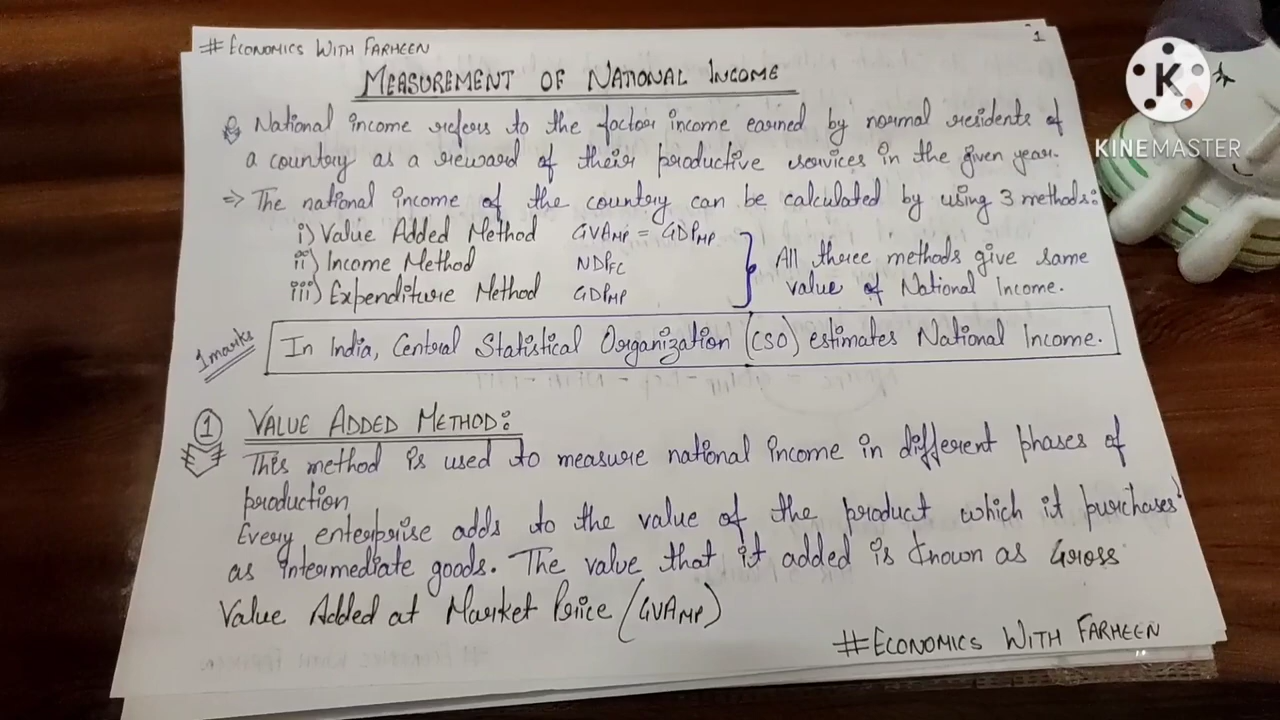 # ECONOMICS WITH FARHEEN
1
MEASUREMENT OF NATIONAL INCOME
National income refers to the factor income earned by normal residents of
a country as a reward of their productive services in the given year.
=> The national income of the country can be calculated by using 3 methods:
i) Value Added Method GVAMP = GDPMP
ii) Income Method NDPFC
iii) Expenditure Method GDPMP
All three methods give same
value of National Income.
1marks
In India, Central Statistical Organization (CSO) estimates National Income.
1 VALUE ADDED METHOD:
This method is used to measure national income in different phases of
production
Every enterprise adds to the value of the product which it purchases
as intermediate goods. The value that it added is known as Gross
Value Added at Market Price (GVAMP)
# ECONOMICS WITH FARHEEN
K
KINEMASTER